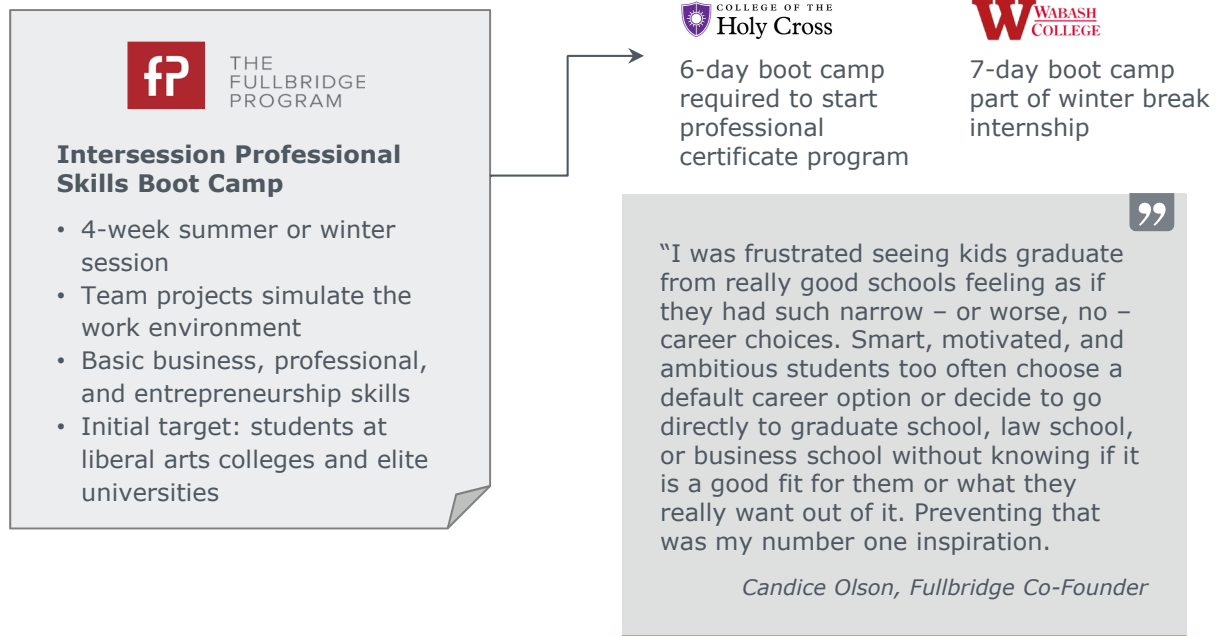 fP
THE
FULLBRIDGE
PROGRAM
Intersession Professional
Skills Boot Camp
• 4-week summer or winter
session
• Team projects simulate the
work environment
• Basic business, professional,
and entrepreneurship skills
• Initial target: students at
liberal arts colleges and elite
universities
COLLEGE OF THE
Holy Cross
6-day boot camp
required to start
professional
certificate program
W WABASH
COLLEGE
7-day boot camp
part of winter break
internship
”
“I was frustrated seeing kids graduate
from really good schools feeling as if
they had such narrow – or worse, no –
career choices. Smart, motivated, and
ambitious students too often choose a
default career option or decide to go
directly to graduate school, law school,
or business school without knowing if it
is a good fit for them or what they
really want out of it. Preventing that
was my number one inspiration.
Candice Olson, Fullbridge Co-Founder